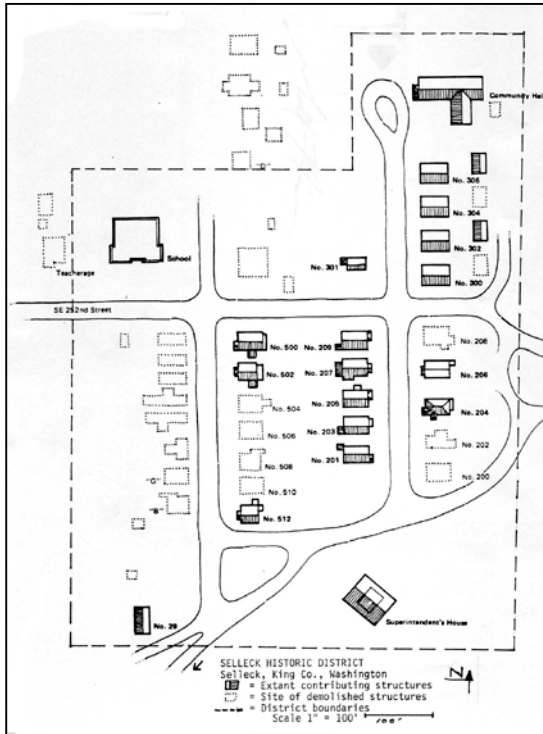 Community Hall
"D"
No. 305
No. 304
Teacherage
School
No. 301
No. 302
No. 300
SE 252nd Street
No. 500
No. 209
No. 208
No. 502
No. 207
No. 206
No. 504
No. 205
No. 204
No. 506
No. 203
No. 202
No. 508
No. 201
"C"
No. 510
No. 200
"B"
No. 512
No. 29
Superintendent's House
SELLECK HISTORIC DISTRICT
Selleck, King Co., Washington
= Extant contributing structures
= Site of demolished structures
= District boundaries
Scale 1" = 100'
100'
N